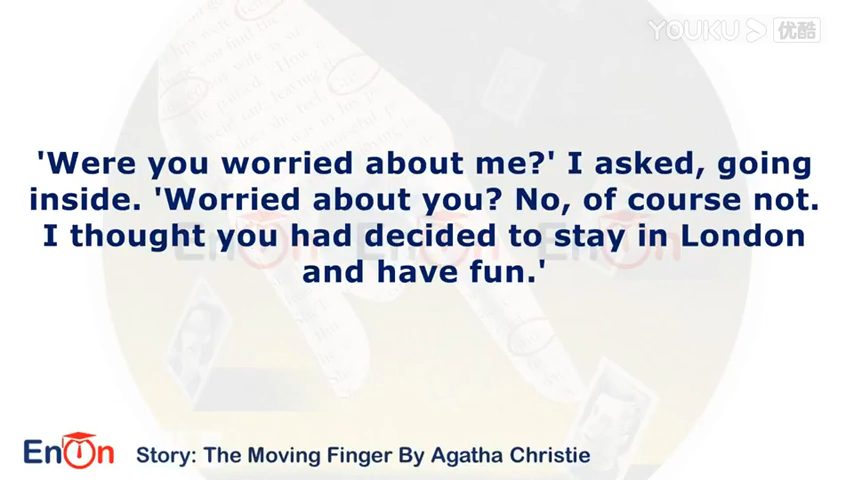 YOUKU 优酷
'Were you worried about me?' I asked, going
inside. 'Worried about you? No, of course not.
I thought you had decided to stay in London
and have fun.'
EnOn
Story: The Moving Finger By Agatha Christie